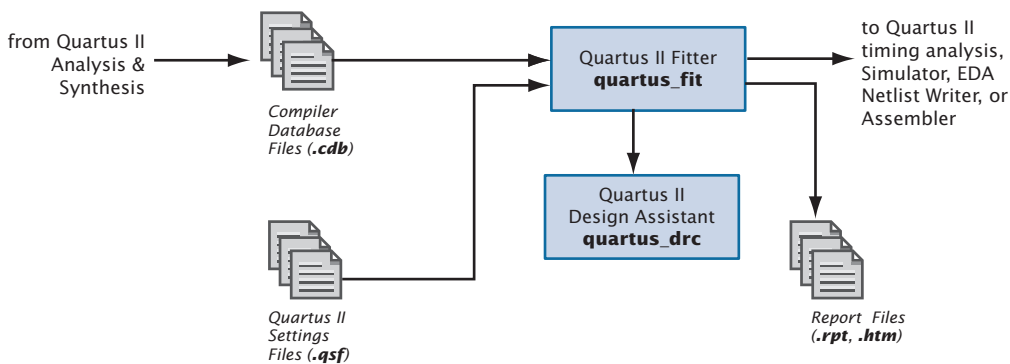 from Quartus II
Analysis &
Synthesis
Compiler
Database
Files (.cdb)
Quartus II Fitter
quartus_fit
to Quartus II
timing analysis,
Simulator, EDA
Netlist Writer, or
Assembler
Quartus II
Design Assistant
quartus_drc
Quartus II
Settings
Files (.qsf)
Report Files
(.rpt, .htm)